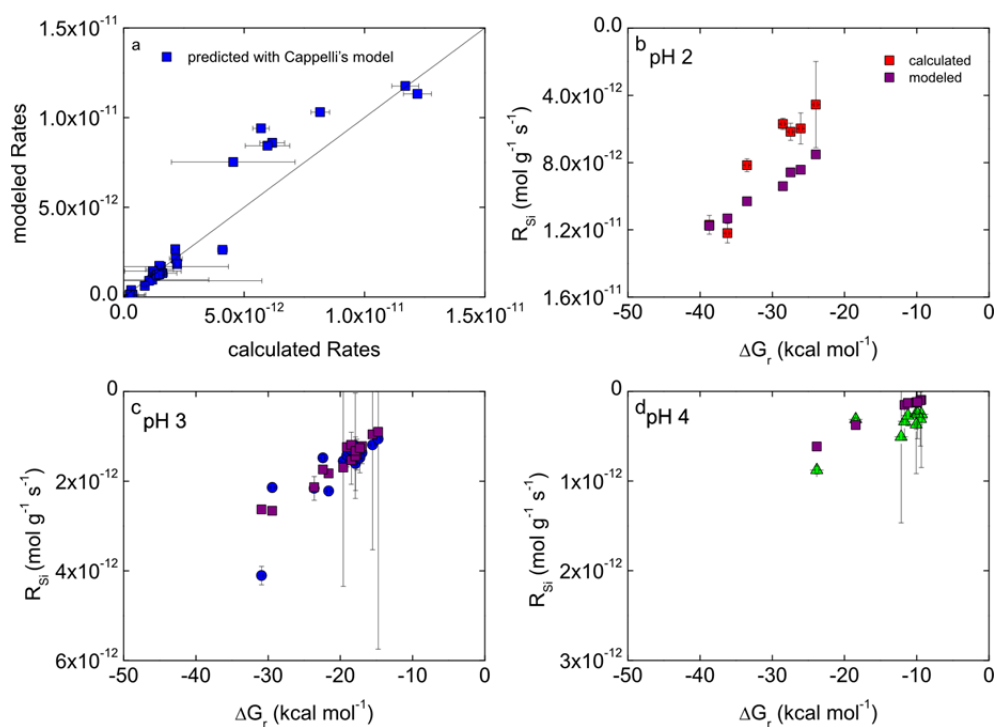 a
predicted with Cappelli's model
modeled Rates
1.5x10⁻¹¹
1.0x10⁻¹¹
5.0x10⁻¹²
0.0
0.0
5.0x10⁻¹²
1.0x10⁻¹¹
1.5x10⁻¹¹
calculated Rates
b
pH 2
calculated
modeled
R_Si (mol g⁻¹ s⁻¹)
0.0
4.0x10⁻¹²
8.0x10⁻¹²
1.2x10⁻¹¹
1.6x10⁻¹¹
-50 -40 -30 -20 -10 0
ΔG_r (kcal mol⁻¹)
c
pH 3
R_Si (mol g⁻¹ s⁻¹)
0
2x10⁻¹²
4x10⁻¹²
6x10⁻¹²
-50 -40 -30 -20 -10 0
ΔG_r (kcal mol⁻¹)
d
pH 4
R_Si (mol g⁻¹ s⁻¹)
0
1x10⁻¹²
2x10⁻¹²
3x10⁻¹²
-50 -40 -30 -20 -10 0
ΔG_r (kcal mol⁻¹)